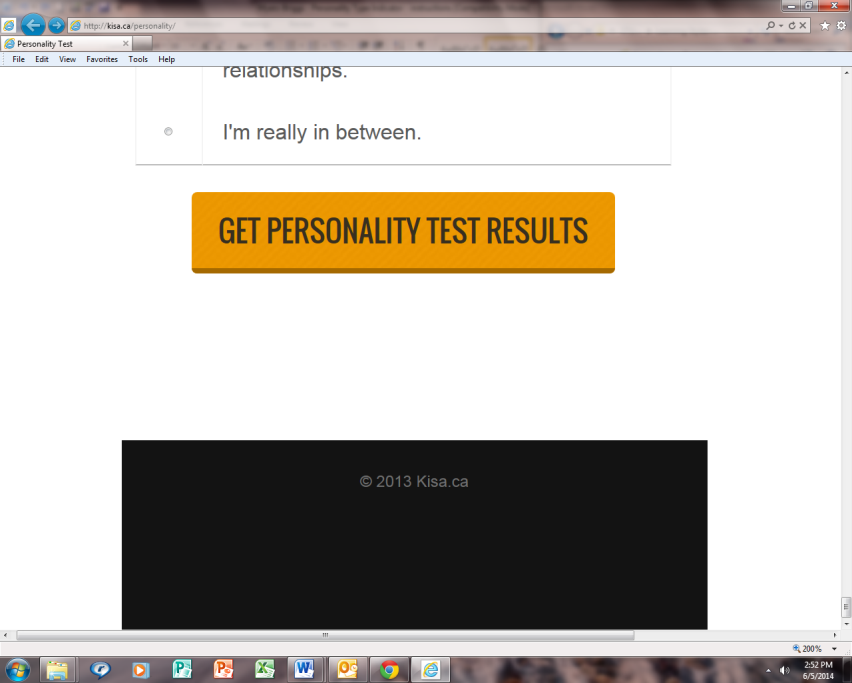 http://kisa.ca/personality/
Personality Test
File Edit View Favorites Tools Help
relationships.
I'm really in between.
GET PERSONALITY TEST RESULTS
© 2013 Kisa.ca
200%
2:52 PM
6/5/2014